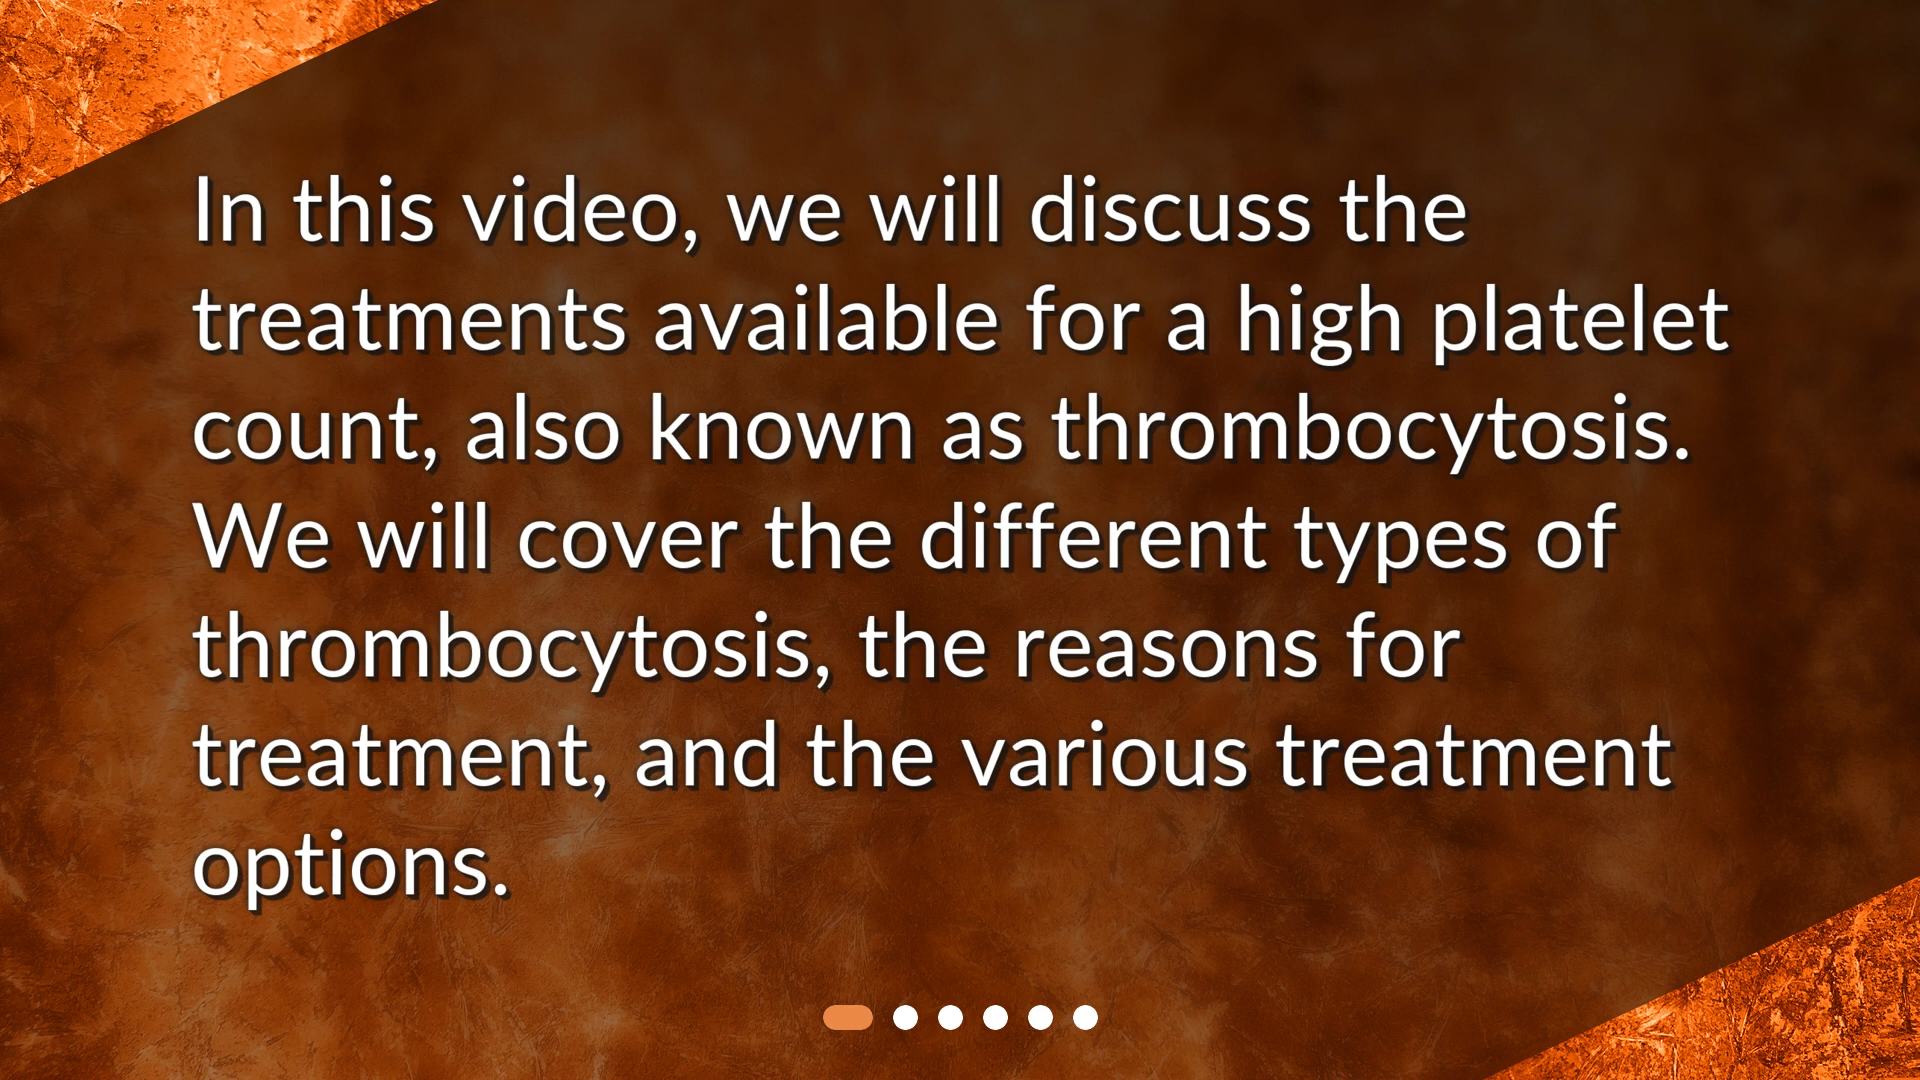 In this video, we will discuss the
treatments available for a high platelet
count, also known as thrombocytosis.
We will cover the different types of
thrombocytosis, the reasons for
treatment, and the various treatment
options.